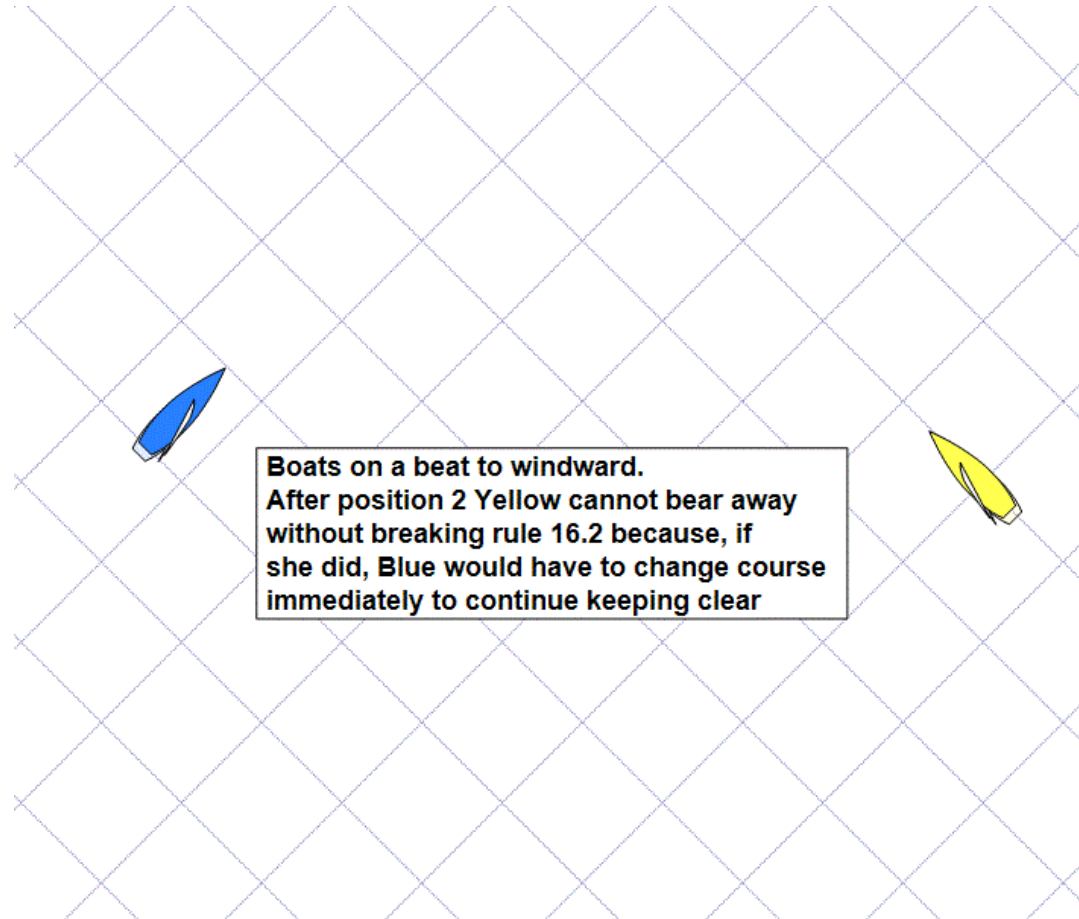 Boats on a beat to windward.
After position 2 Yellow cannot bear away
without breaking rule 16.2 because, if
she did, Blue would have to change course
immediately to continue keeping clear